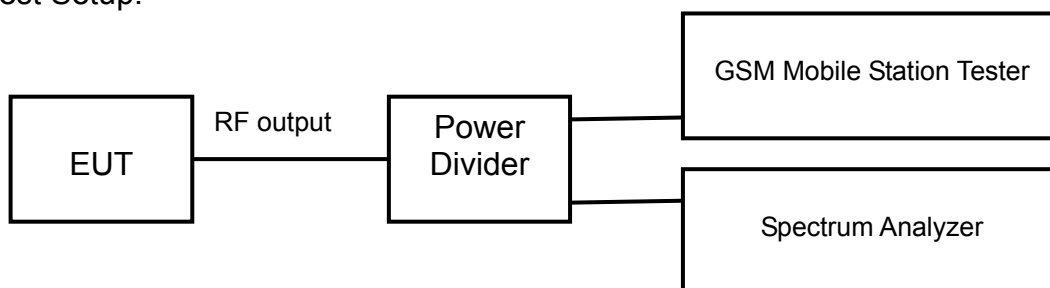 EUT
RF output
Power
Divider
GSM Mobile Station Tester
Spectrum Analyzer